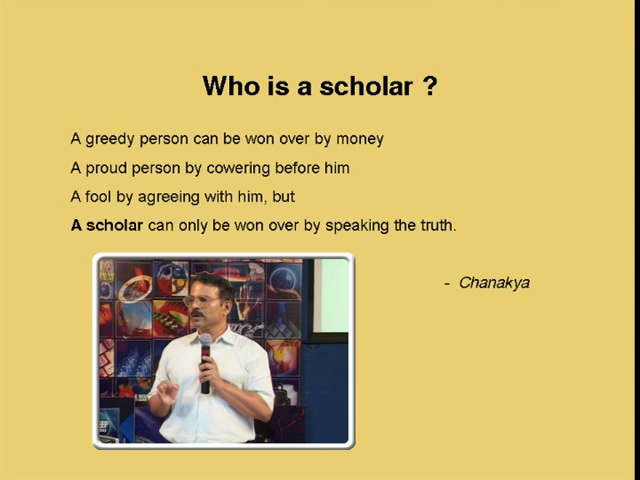 Who is a scholar ?
A greedy person can be won over by money
A proud person by cowering before him
A fool by agreeing with him, but
A scholar can only be won over by speaking the truth.
- Chanakya